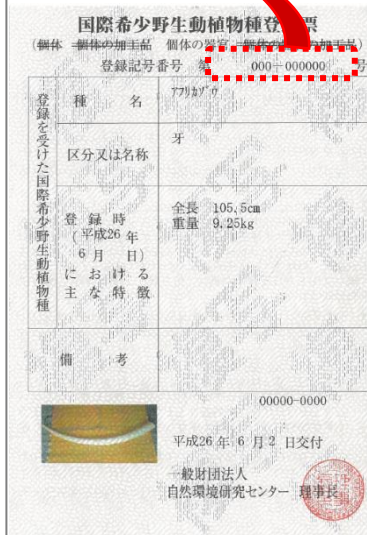 国際希少野生動植物種登録票
(個体 個体の加工品 個体の器官 個体の器官の加工品)
登録記号番号 第 000-000000 号
登録を受けた国際希少野生動植物種
種 名
アフリカゾウ
区分又は名称
牙
登録時
(平成26年
6月 日)
における
主な特徴
全長 105.5cm
重量 9.25kg
備 考
00000-0000
平成26年 6月 2 日交付
一般財団法人
自然環境研究センター 理事長